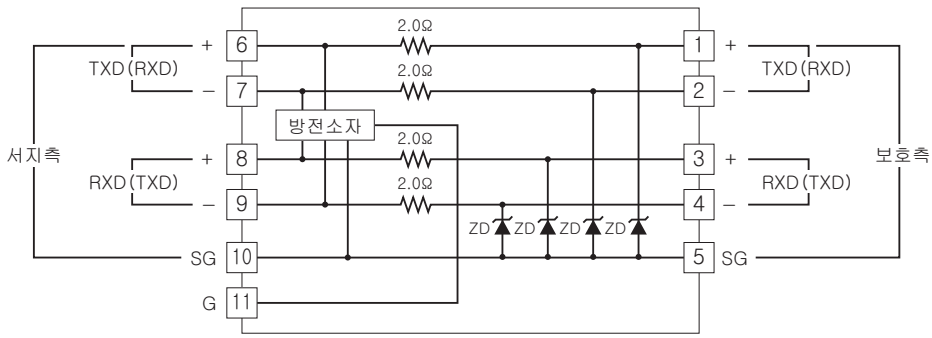 2.0Ω
+ 6 1 +
TXD(RXD) TXD(RXD)
2.0Ω
− 7 2 −
방전소자
2.0Ω
+ 8 3 +
서지측 보호측
RXD(TXD) RXD(TXD)
2.0Ω
− 9 4 −
ZD ZD ZD ZD
SG 10 5 SG
G 11